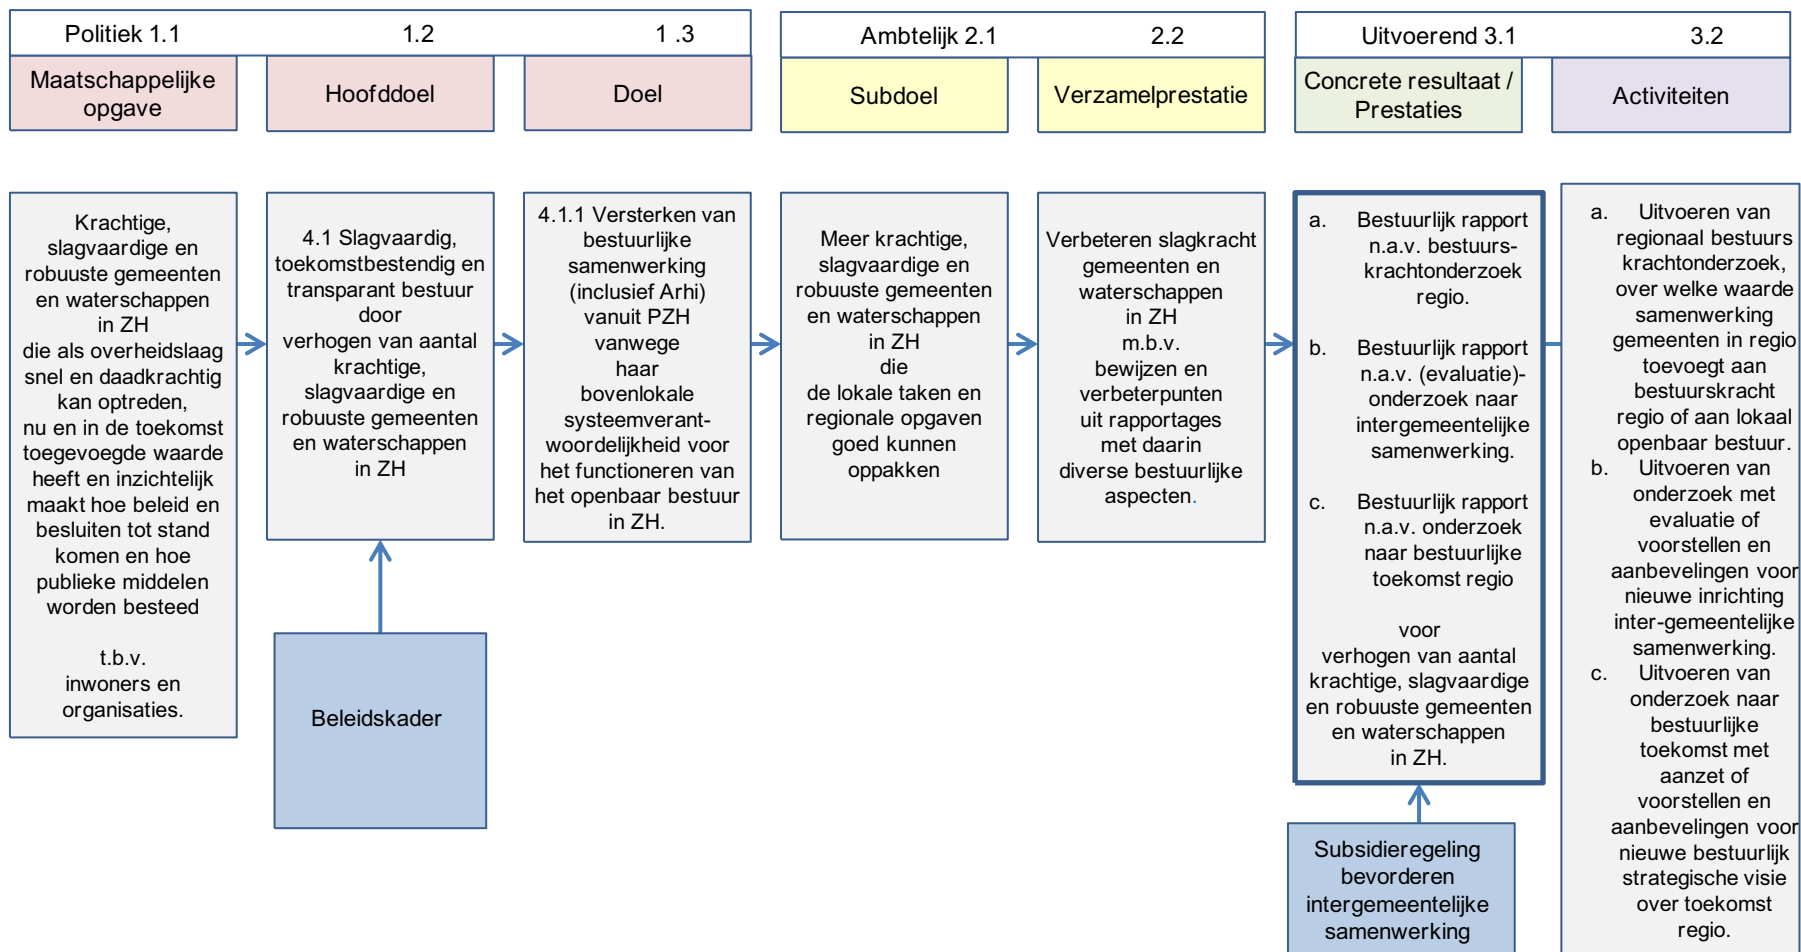 Politiek 1.1 1.2 1 .3
Ambtelijk 2.1 2.2
Uitvoerend 3.1 3.2
Maatschappelijke
opgave
Hoofddoel
Doel
Subdoel
Verzamelprestatie
Concrete resultaat /
Prestaties
Activiteiten
Krachtige,
slagvaardige en
robuuste gemeenten
en waterschappen
in ZH
die als overheidslaag
snel en daadkrachtig
kan optreden,
nu en in de toekomst
toegevoegde waarde
heeft en inzichtelijk
maakt hoe beleid en
besluiten tot stand
komen en hoe
publieke middelen
worden besteed
t.b.v.
inwoners en
organisaties.
4.1 Slagvaardig,
toekomstbestendig en
transparant bestuur
door
verhogen van aantal
krachtige,
slagvaardige en
robuuste gemeenten
en waterschappen
in ZH
Beleidskader
4.1.1 Versterken van
bestuurlijke
samenwerking
(inclusief Arhi)
vanuit PZH
vanwege
haar
bovenlokale
systeemverant-
woordelijkheid voor
het functioneren van
het openbaar bestuur
in ZH.
Meer krachtige,
slagvaardige en
robuuste gemeenten
en waterschappen
in ZH
die
de lokale taken en
regionale opgaven
goed kunnen
oppakken
Verbeteren slagkracht
gemeenten en
waterschappen
in ZH
m.b.v.
bewijzen en
verbeterpunten
uit rapportages
met daarin
diverse bestuurlijke
aspecten.
a. Bestuurlijk rapport
n.a.v. bestuurs-
krachtonderzoek
regio.
b. Bestuurlijk rapport
n.a.v. (evaluatie)-
onderzoek naar
intergemeentelijke
samenwerking.
c. Bestuurlijk rapport
n.a.v. onderzoek
naar bestuurlijke
toekomst regio
voor
verhogen van aantal
krachtige, slagvaardige
en robuuste gemeenten
en waterschappen
in ZH.
Subsidieregeling
bevorderen
intergemeentelijke
samenwerking
a. Uitvoeren van
regionaal bestuurs
krachtonderzoek,
over welke waarde
samenwerking
gemeenten in regio
toevoegt aan
bestuurskracht
regio of aan lokaal
openbaar bestuur.
b. Uitvoeren van
onderzoek met
evaluatie of
voorstellen en
aanbevelingen voor
nieuwe inrichting
inter-gemeentelijke
samenwerking.
c. Uitvoeren van
onderzoek naar
bestuurlijke
toekomst met
aanzet of
voorstellen en
aanbevelingen voor
nieuwe bestuurlijk
strategische visie
over toekomst
regio.